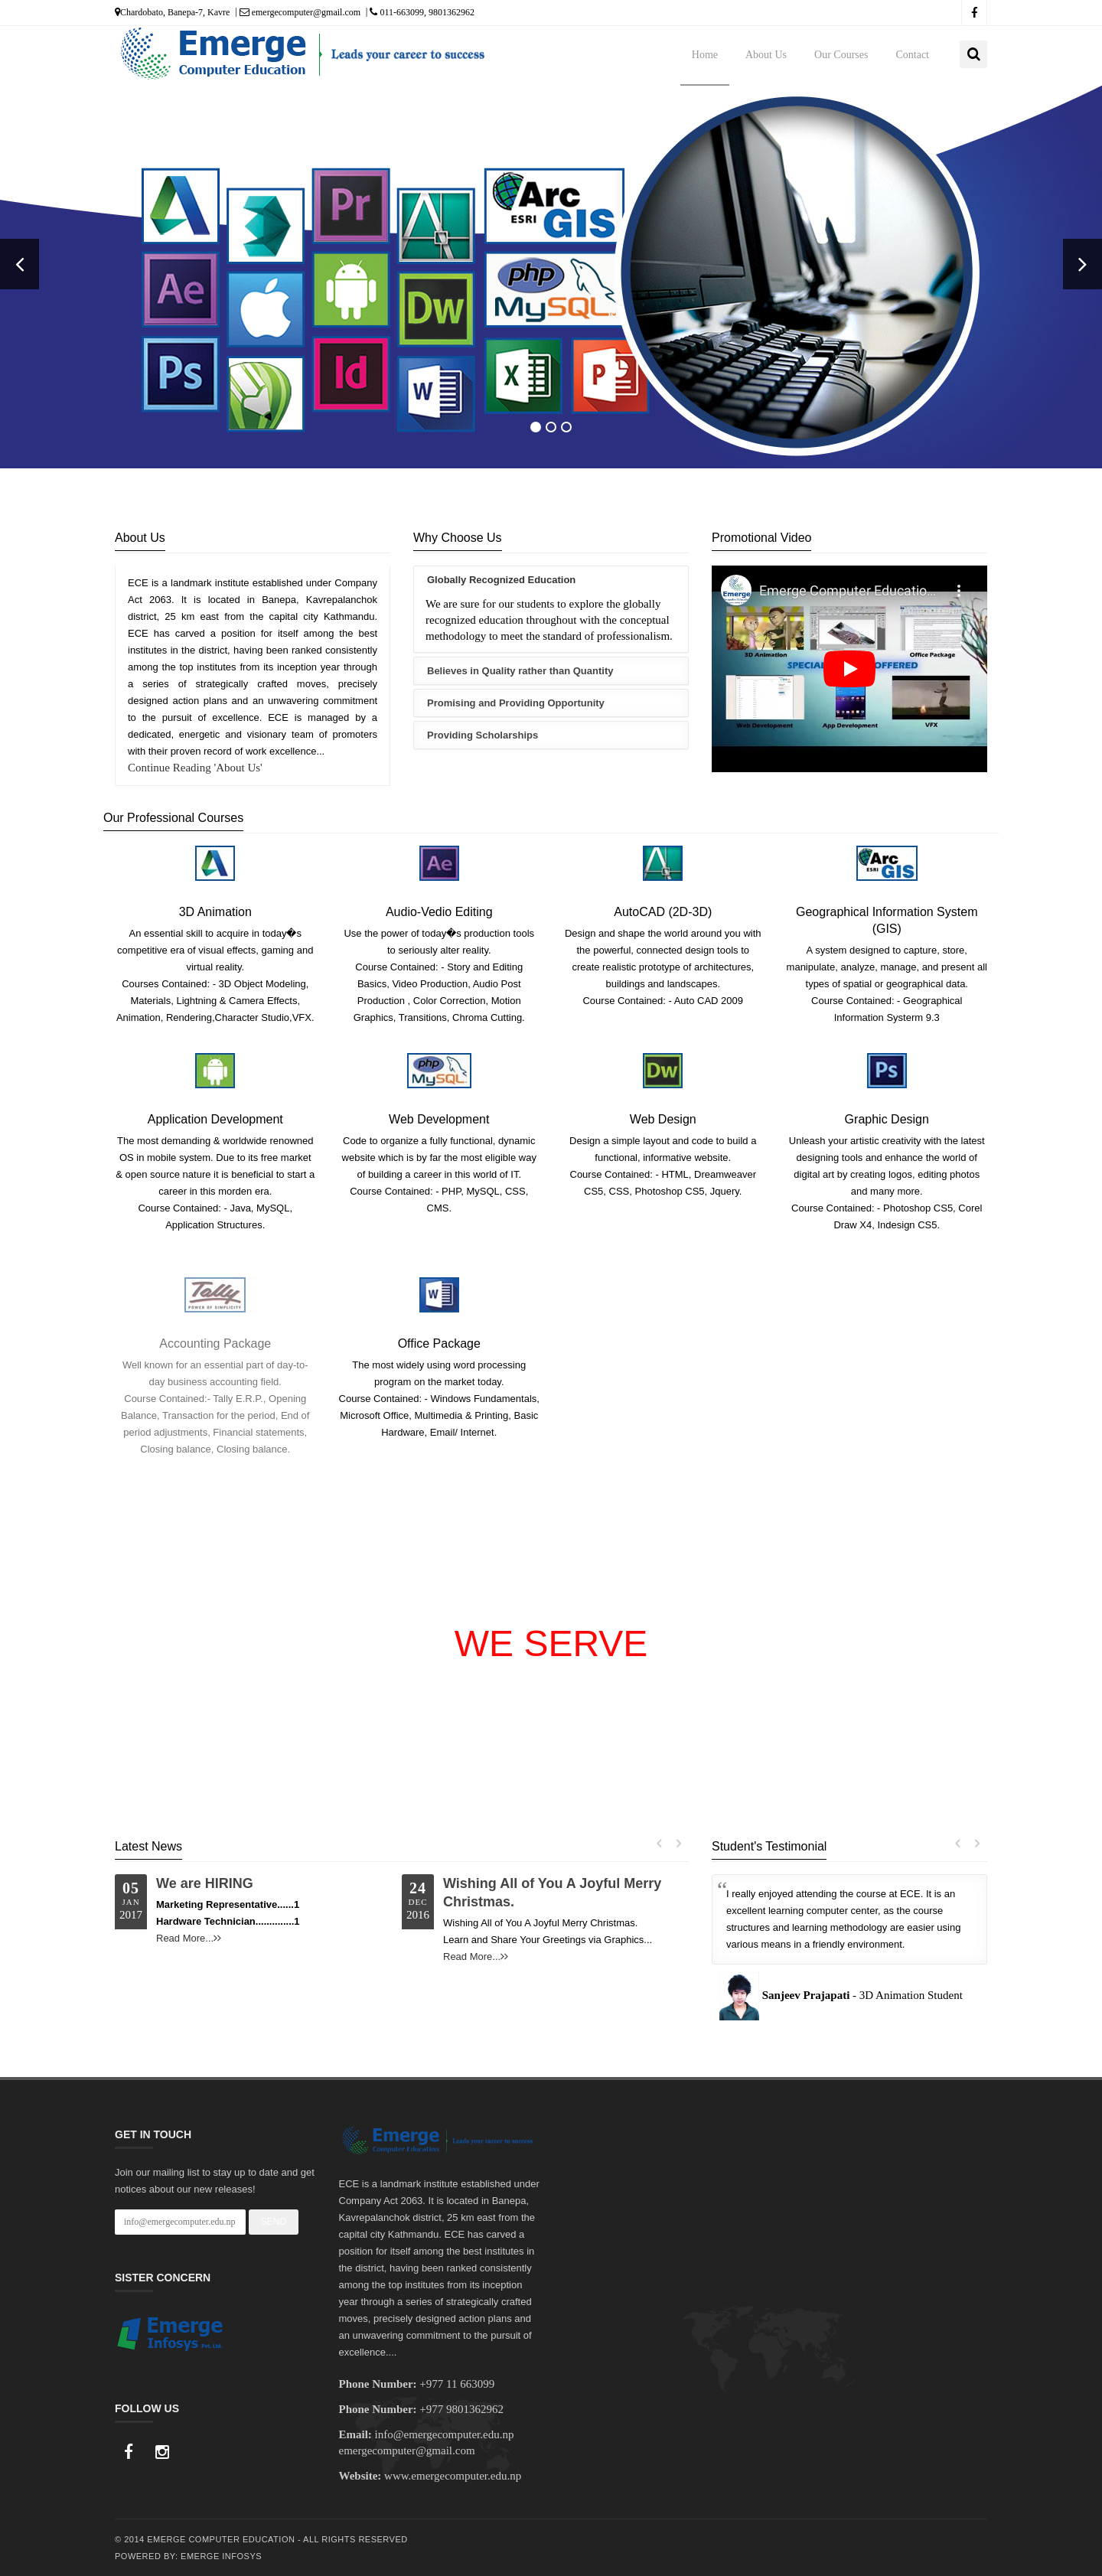 Chardobato, Banepa-7, Kavre | emergecomputer@gmail.com | 011-663099, 9801362962
Emerge
Computer Education
Leads your career to success
Home About Us Our Courses Contact
Pr
Arc
ESRI GIS
Ae
php
MySQL
Dw
Ps
Id
W
X
P
About Us
ECE is a landmark institute established under Company
Act 2063. It is located in Banepa, Kavrepalanchok
district, 25 km east from the capital city Kathmandu.
ECE has carved a position for itself among the best
institutes in the district, having been ranked consistently
among the top institutes from its inception year through
a series of strategically crafted moves, precisely
designed action plans and an unwavering commitment
to the pursuit of excellence. ECE is managed by a
dedicated, energetic and visionary team of promoters
with their proven record of work excellence...
Continue Reading 'About Us'
Why Choose Us
Globally Recognized Education
We are sure for our students to explore the globally
recognized education throughout with the conceptual
methodology to meet the standard of professionalism.
Believes in Quality rather than Quantity
Promising and Providing Opportunity
Providing Scholarships
Promotional Video
Emerge Computer Educatio...
3D Animation
Office Package
SPECIAL
OFFERED
Web Development
App Development
VFX
Our Professional Courses
3D Animation
An essential skill to acquire in today�s
competitive era of visual effects, gaming and
virtual reality.
Courses Contained: - 3D Object Modeling,
Materials, Lightning & Camera Effects,
Animation, Rendering,Character Studio,VFX.
Ae
Audio-Vedio Editing
Use the power of today�s production tools
to seriously alter reality.
Course Contained: - Story and Editing
Basics, Video Production, Audio Post
Production , Color Correction, Motion
Graphics, Transitions, Chroma Cutting.
AutoCAD (2D-3D)
Design and shape the world around you with
the powerful, connected design tools to
create realistic prototype of architectures,
buildings and landscapes.
Course Contained: - Auto CAD 2009
Arc
ESRI GIS
Geographical Information System
(GIS)
A system designed to capture, store,
manipulate, analyze, manage, and present all
types of spatial or geographical data.
Course Contained: - Geographical
Information Systerm 9.3
Application Development
The most demanding & worldwide renowned
OS in mobile system. Due to its free market
& open source nature it is beneficial to start a
career in this morden era.
Course Contained: - Java, MySQL,
Application Structures.
php
MySQL
Web Development
Code to organize a fully functional, dynamic
website which is by far the most eligible way
of building a career in this world of IT.
Course Contained: - PHP, MySQL, CSS,
CMS.
Dw
Web Design
Design a simple layout and code to build a
functional, informative website.
Course Contained: - HTML, Dreamweaver
CS5, CSS, Photoshop CS5, Jquery.
Ps
Graphic Design
Unleash your artistic creativity with the latest
designing tools and enhance the world of
digital art by creating logos, editing photos
and many more.
Course Contained: - Photoshop CS5, Corel
Draw X4, Indesign CS5.
Tally
POWER OF SIMPLICITY
Accounting Package
Well known for an essential part of day-to-
day business accounting field.
Course Contained:- Tally E.R.P., Opening
Balance, Transaction for the period, End of
period adjustments, Financial statements,
Closing balance, Closing balance.
W
Office Package
The most widely using word processing
program on the market today.
Course Contained: - Windows Fundamentals,
Microsoft Office, Multimedia & Printing, Basic
Hardware, Email/ Internet.
WE SERVE
Latest News
05
JAN
2017
We are HIRING
Marketing Representative......1
Hardware Technician..............1
Read More...
24
DEC
2016
Wishing All of You A Joyful Merry
Christmas.
Wishing All of You A Joyful Merry Christmas.
Learn and Share Your Greetings via Graphics...
Read More...
Student's Testimonial
“
I really enjoyed attending the course at ECE. It is an
excellent learning computer center, as the course
structures and learning methodology are easier using
various means in a friendly environment.
Sanjeev Prajapati - 3D Animation Student
GET IN TOUCH
Join our mailing list to stay up to date and get
notices about our new releases!
info@emergecomputer.edu.np SEND
SISTER CONCERN
Emerge
Infosys Pvt. Ltd.
FOLLOW US
Emerge
Computer Education
Leads your career to success
ECE is a landmark institute established under
Company Act 2063. It is located in Banepa,
Kavrepalanchok district, 25 km east from the
capital city Kathmandu. ECE has carved a
position for itself among the best institutes in
the district, having been ranked consistently
among the top institutes from its inception
year through a series of strategically crafted
moves, precisely designed action plans and
an unwavering commitment to the pursuit of
excellence....
Phone Number: +977 11 663099
Phone Number: +977 9801362962
Email: info@emergecomputer.edu.np
emergecomputer@gmail.com
Website: www.emergecomputer.edu.np
© 2014 EMERGE COMPUTER EDUCATION - ALL RIGHTS RESERVED
POWERED BY: EMERGE INFOSYS